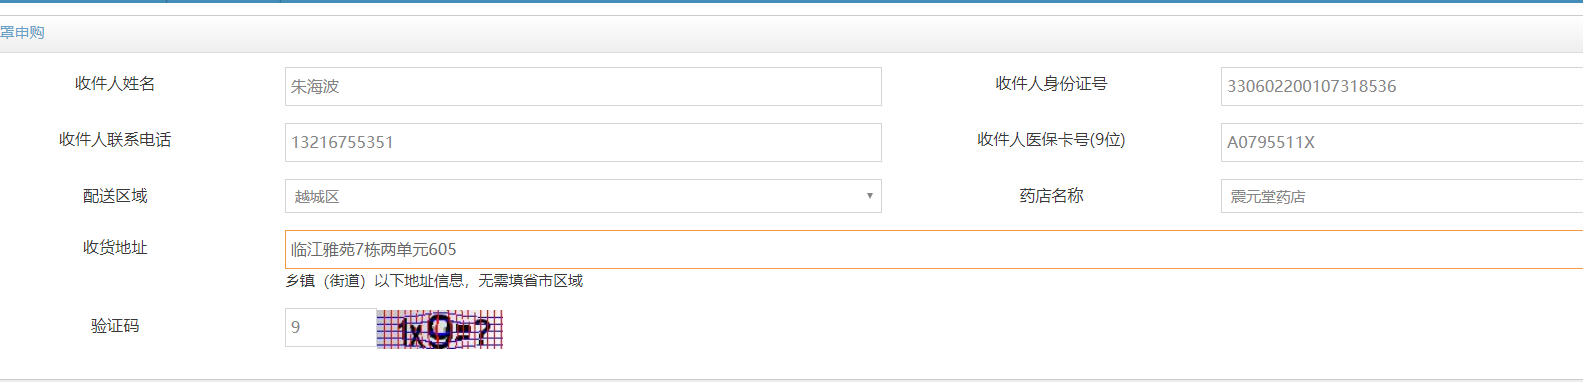 罩申购
收件人姓名 朱海波 收件人身份证号 330602200107318536
收件人联系电话 13216755351 收件人医保卡号(9位) A0795511X
配送区域 越城区 药店名称 震元堂药店
收货地址 临江雅苑7栋两单元605
乡镇（街道）以下地址信息，无需填省市区域
验证码 9 1x9=?